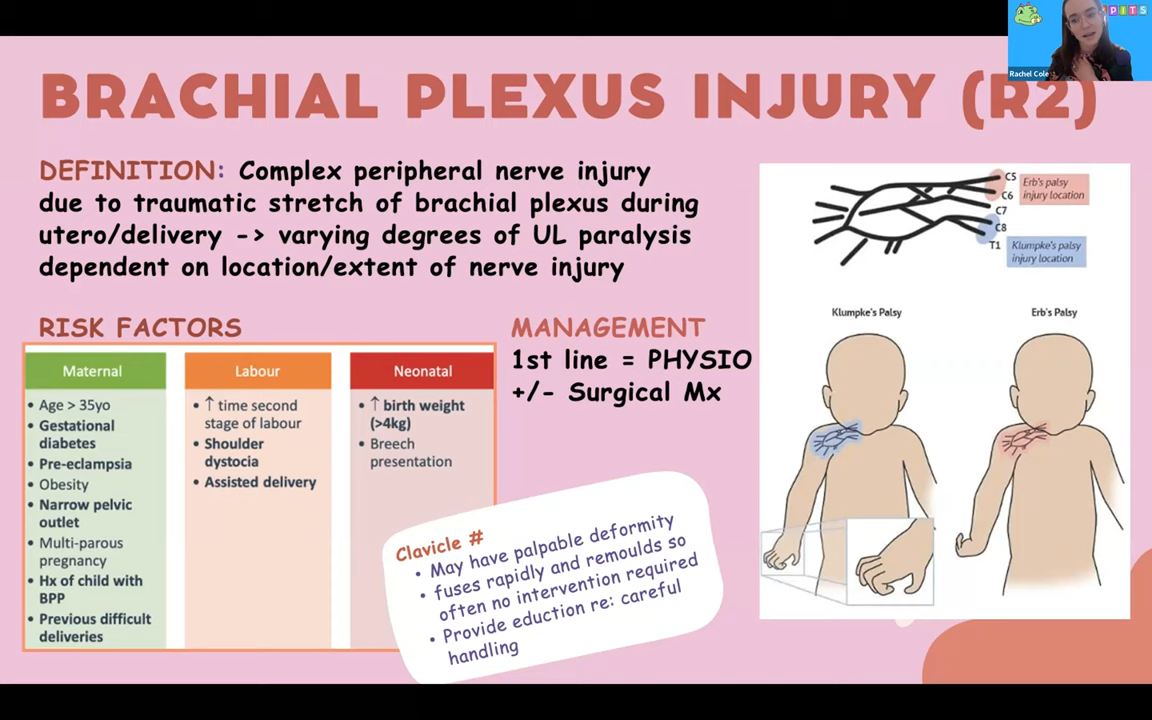 PITS
Rachel Cole
BRACHIAL PLEXUS INJURY (R2)
DEFINITION: Complex peripheral nerve injury
due to traumatic stretch of brachial plexus during
utero/delivery -> varying degrees of UL paralysis
dependent on location/extent of nerve injury
RISK FACTORS
Maternal
• Age > 35yo
• Gestational
diabetes
• Pre-eclampsia
• Obesity
• Narrow pelvic
outlet
• Multi-parous
pregnancy
• Hx of child with
BPP
• Previous difficult
deliveries
Labour
• ↑ time second
stage of labour
• Shoulder
dystocia
• Assisted delivery
Neonatal
• ↑ birth weight
(>4kg)
• Breech
presentation
MANAGEMENT
1st line = PHYSIO
+/- Surgical Mx
Clavicle #
• May have palpable deformity
• fuses rapidly and remoulds so
often no intervention required
• Provide eduction re: careful
handling
C5
C6
C7
C8
T1
Erb's palsy
injury location
Klumpke's palsy
injury location
Klumpke's Palsy
Erb's Palsy